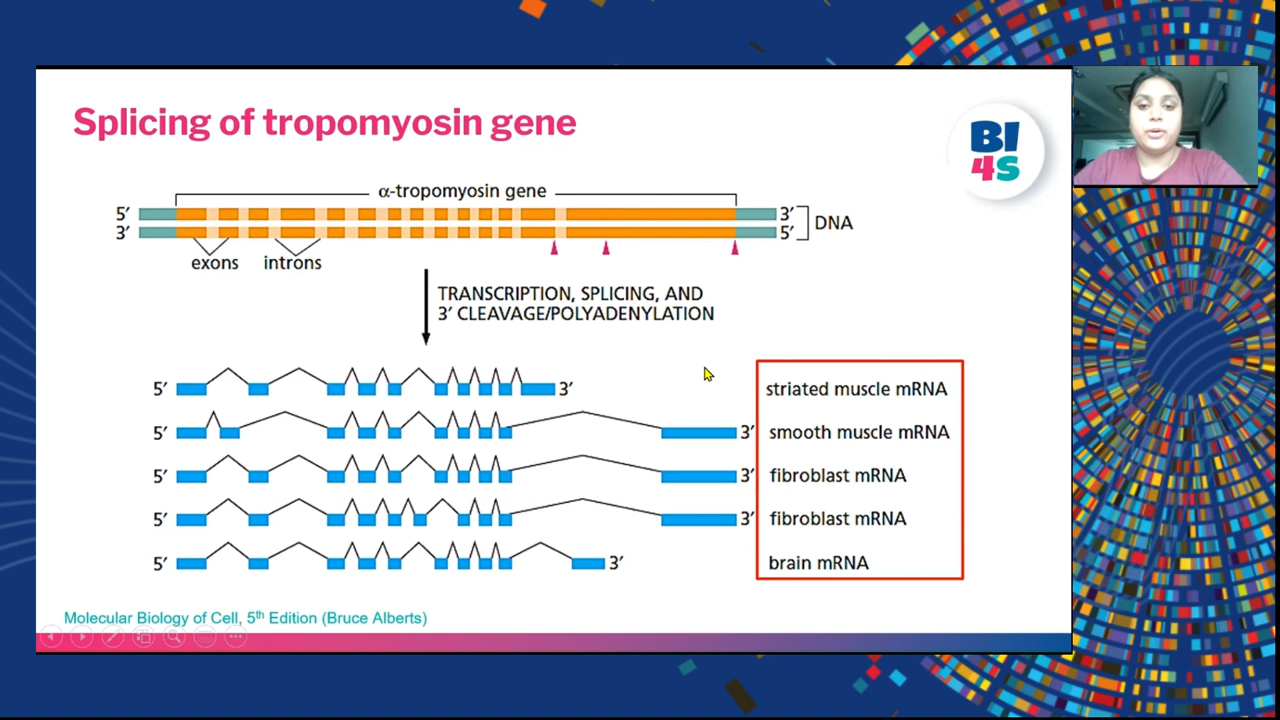 Splicing of tropomyosin gene
BI
4S
α-tropomyosin gene
5′ 3′
3′ 5′
DNA
exons introns
TRANSCRIPTION, SPLICING, AND
3′ CLEAVAGE/POLYADENYLATION
5′ 3′ striated muscle mRNA
5′ 3′ smooth muscle mRNA
5′ 3′ fibroblast mRNA
5′ 3′ fibroblast mRNA
5′ 3′ brain mRNA
Molecular Biology of Cell, 5th Edition (Bruce Alberts)